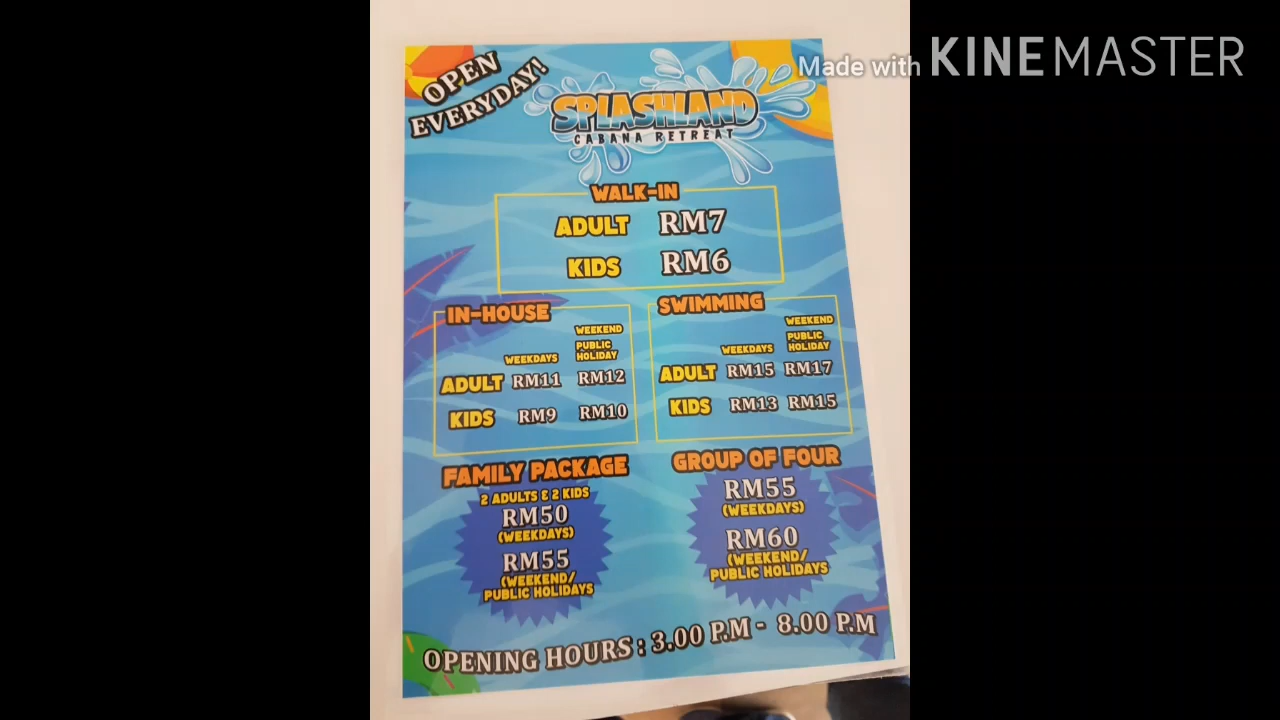 Made with KINEMASTER
OPEN
EVERYDAY!
SPLASHLAND
CABANA RETREAT
WALK-IN
ADULT RM7
KIDS RM6
IN-HOUSE
WEEKEND
PUBLIC
WEEKDAYS HOLIDAY
ADULT RM11 RM12
KIDS RM9 RM10
SWIMMING
WEEKEND
PUBLIC
WEEKDAYS HOLIDAY
ADULT RM15 RM17
KIDS RM13 RM15
FAMILY PACKAGE
2 ADULTS & 2 KIDS
RM50
(WEEKDAYS)
RM55
(WEEKEND/
PUBLIC HOLIDAYS
GROUP OF FOUR
RM55
(WEEKDAYS)
RM60
(WEEKEND/
PUBLIC HOLIDAYS
OPENING HOURS : 3.00 P.M - 8.00 P.M